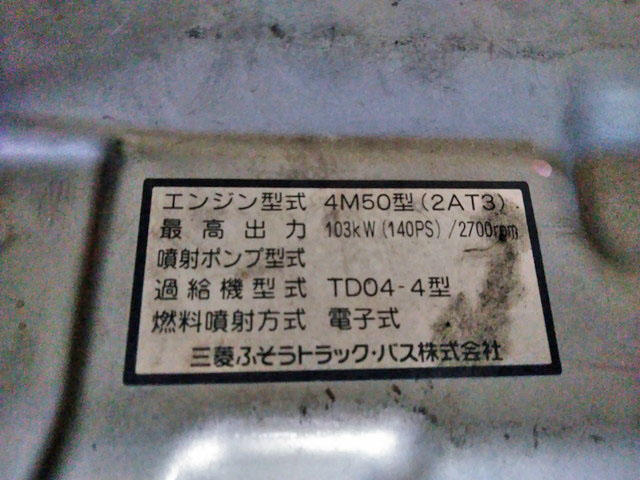 エンジン型式 4M50型(2AT3)
最高出力 103kW(140PS)/2700rpm
噴射ポンプ型式
過給機型式 TD04-4型
燃料噴射方式 電子式
三菱ふそうトラック・バス株式会社